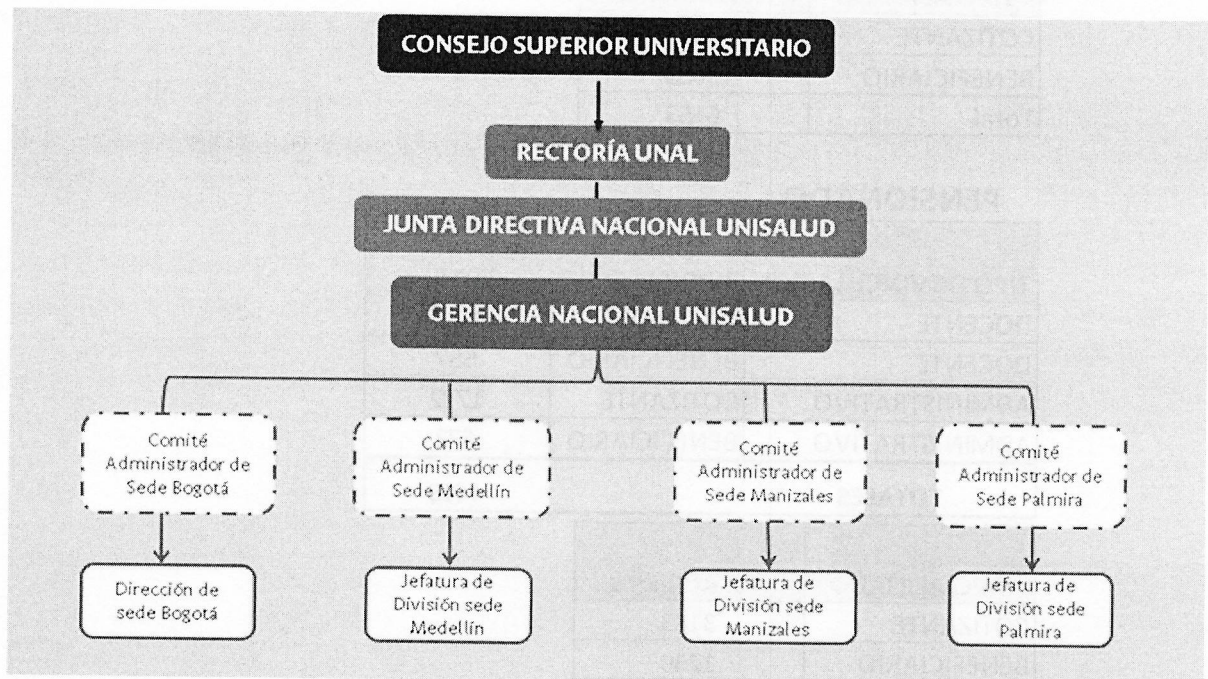 CONSEJO SUPERIOR UNIVERSITARIO
RECTORÍA UNAL
JUNTA DIRECTIVA NACIONAL UNISALUD
GERENCIA NACIONAL UNISALUD
Comité
Administrador de
Sede Bogotá
Comité
Administrador de
Sede Medellín
Comité
Administrador de
Sede Manizales
Comité
Administrador de
Sede Palmira
Dirección de
sede Bogotá
Jefatura de
División sede
Medellín
Jefatura de
División sede
Manizales
Jefatura de
División sede
Palmira